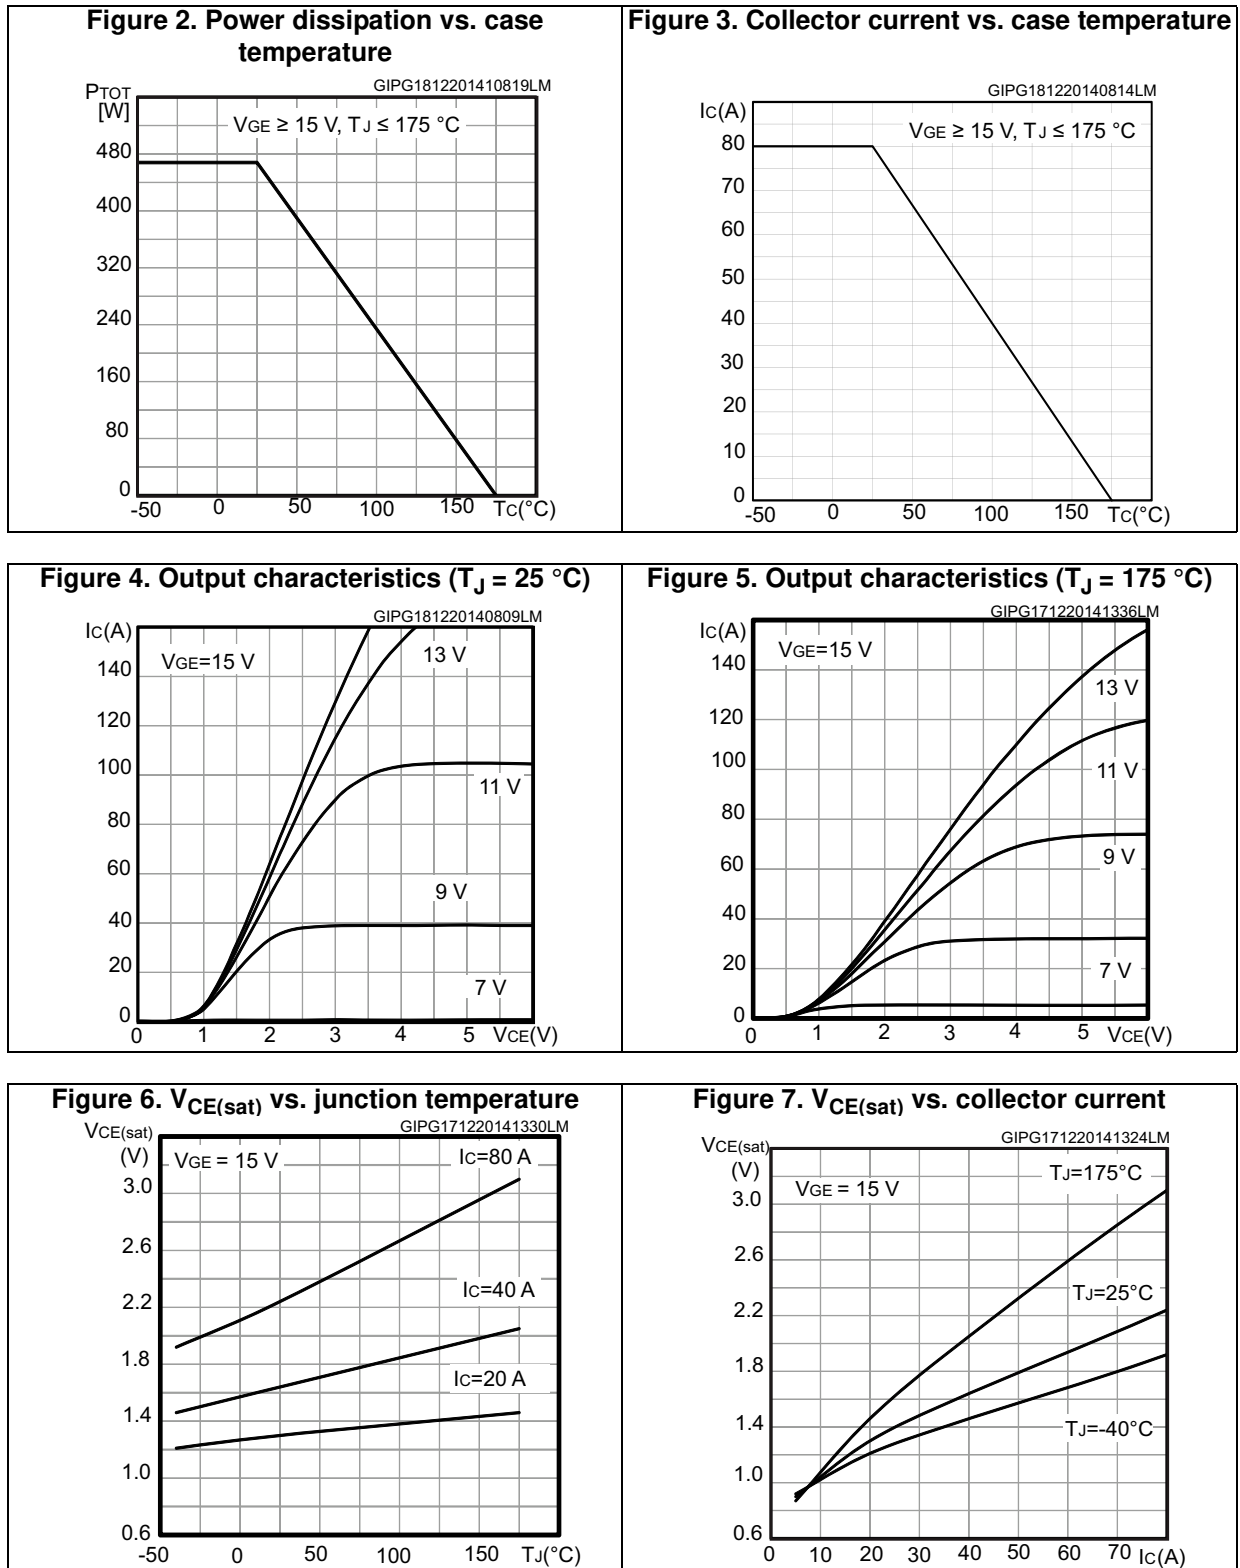 Figure 2. Power dissipation vs. case
temperature
GIPG1812201410819LM
PTOT
[W]
VGE ≥ 15 V, TJ ≤ 175 °C
480
400
320
240
160
80
0
-50 0 50 100 150 TC(°C)
Figure 3. Collector current vs. case temperature
GIPG181220140814LM
IC(A)
VGE ≥ 15 V, TJ ≤ 175 °C
80
70
60
50
40
30
20
10
0
-50 0 50 100 150 TC(°C)
Figure 4. Output characteristics (TJ = 25 °C)
GIPG181220140809LM
IC(A)
VGE=15 V
13 V
140
120
100
11 V
80
60
9 V
40
20
7 V
0
0 1 2 3 4 5 VCE(V)
Figure 5. Output characteristics (TJ = 175 °C)
GIPG171220141336LM
IC(A)
VGE=15 V
140
13 V
120
100
11 V
80
60
9 V
40
20
7 V
0
0 1 2 3 4 5 VCE(V)
Figure 6. VCE(sat) vs. junction temperature
GIPG171220141330LM
VCE(sat)
(V)
VGE = 15 V
IC=80 A
3.0
2.6
IC=40 A
2.2
1.8
IC=20 A
1.4
1.0
0.6
-50 0 50 100 150 TJ(°C)
Figure 7. VCE(sat) vs. collector current
GIPG171220141324LM
VCE(sat)
(V)
TJ=175°C
VGE = 15 V
3.0
2.6
TJ=25°C
2.2
1.8
1.4
TJ=-40°C
1.0
0.6
0 10 20 30 40 50 60 70 IC(A)